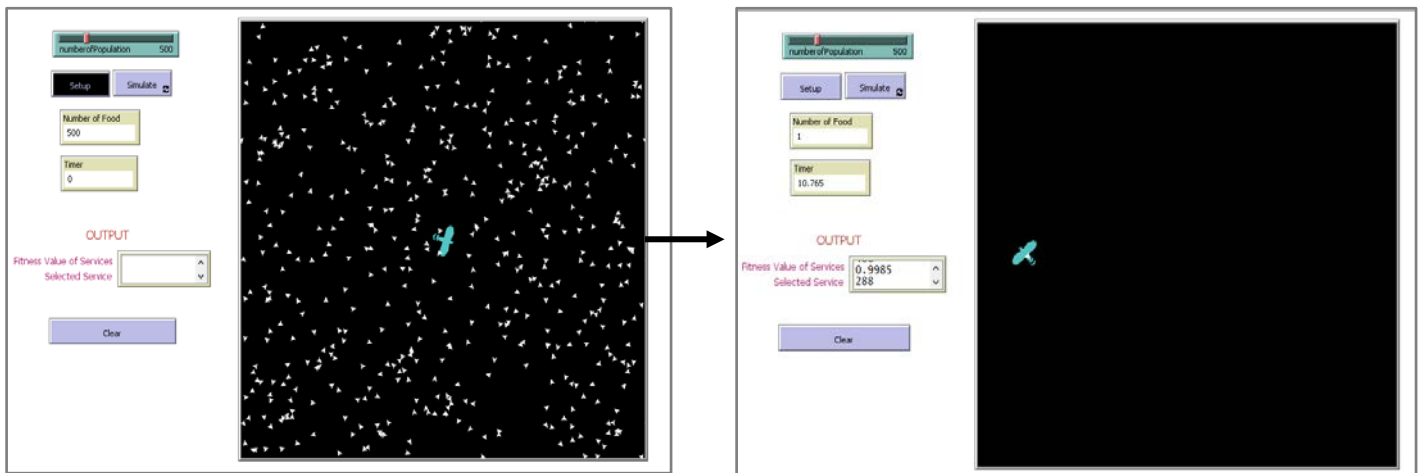 numberofPopulation 500
Setup Simulate
Number of Food
500
Timer
0
OUTPUT
Fitness Value of Services
Selected Service
Clear
numberofPopulation 500
Setup Simulate
Number of Food
1
Timer
10.765
OUTPUT
Fitness Value of Services 0.9985
Selected Service 288
Clear